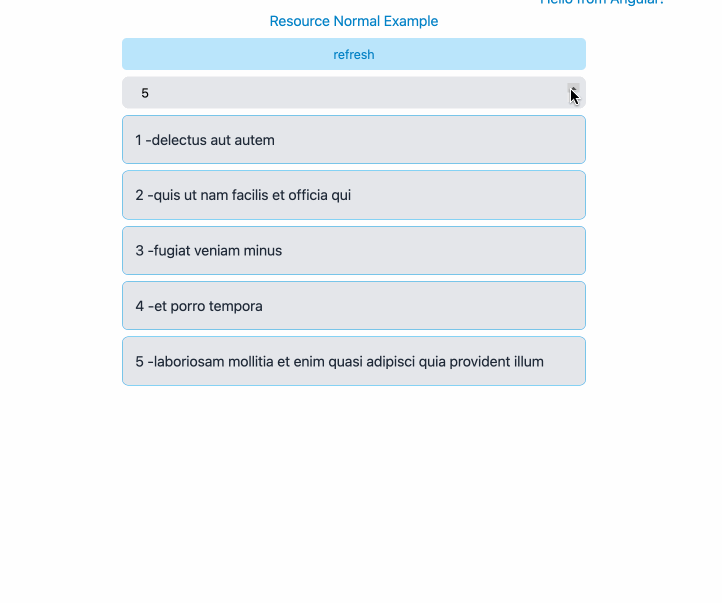 Hello from Angular!
Resource Normal Example
refresh
5
1 -delectus aut autem
2 -quis ut nam facilis et officia qui
3 -fugiat veniam minus
4 -et porro tempora
5 -laboriosam mollitia et enim quasi adipisci quia provident illum